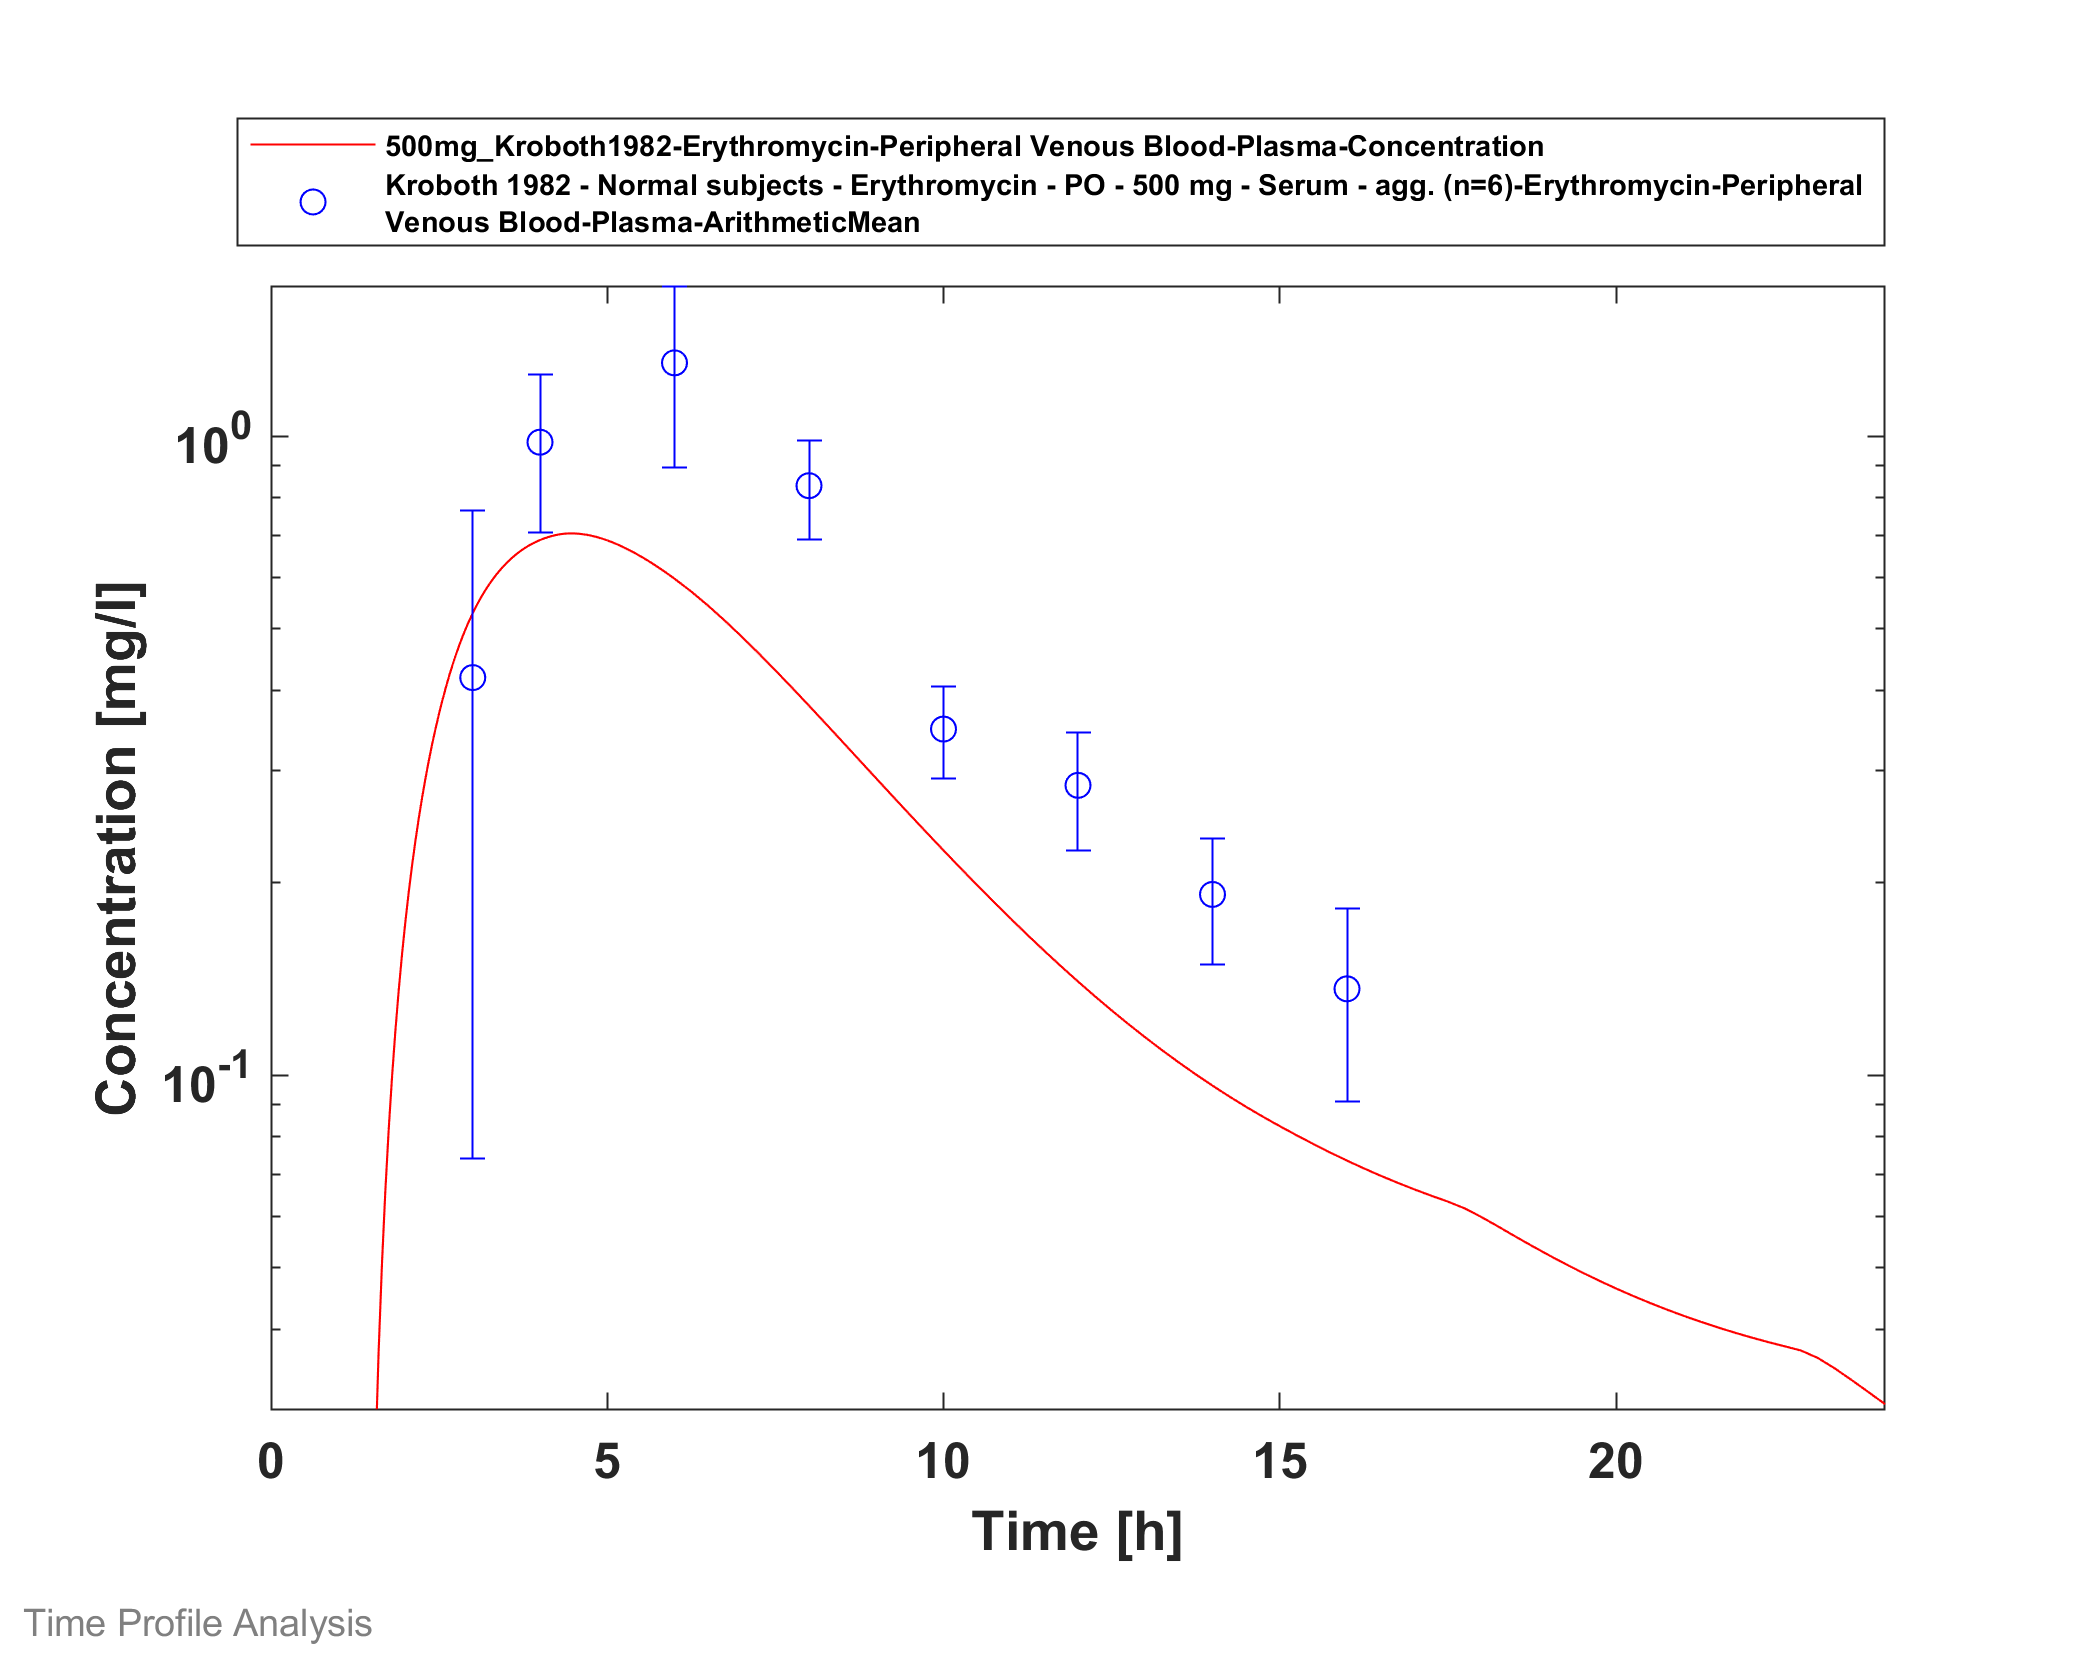 500mg_Kroboth1982-Erythromycin-Peripheral Venous Blood-Plasma-Concentration
Kroboth 1982 - Normal subjects - Erythromycin - PO - 500 mg - Serum - agg. (n=6)-Erythromycin-Peripheral
Venous Blood-Plasma-ArithmeticMean
Concentration [mg/l]
10^0
10^-1
0 5 10 15 20
Time [h]
Time Profile Analysis